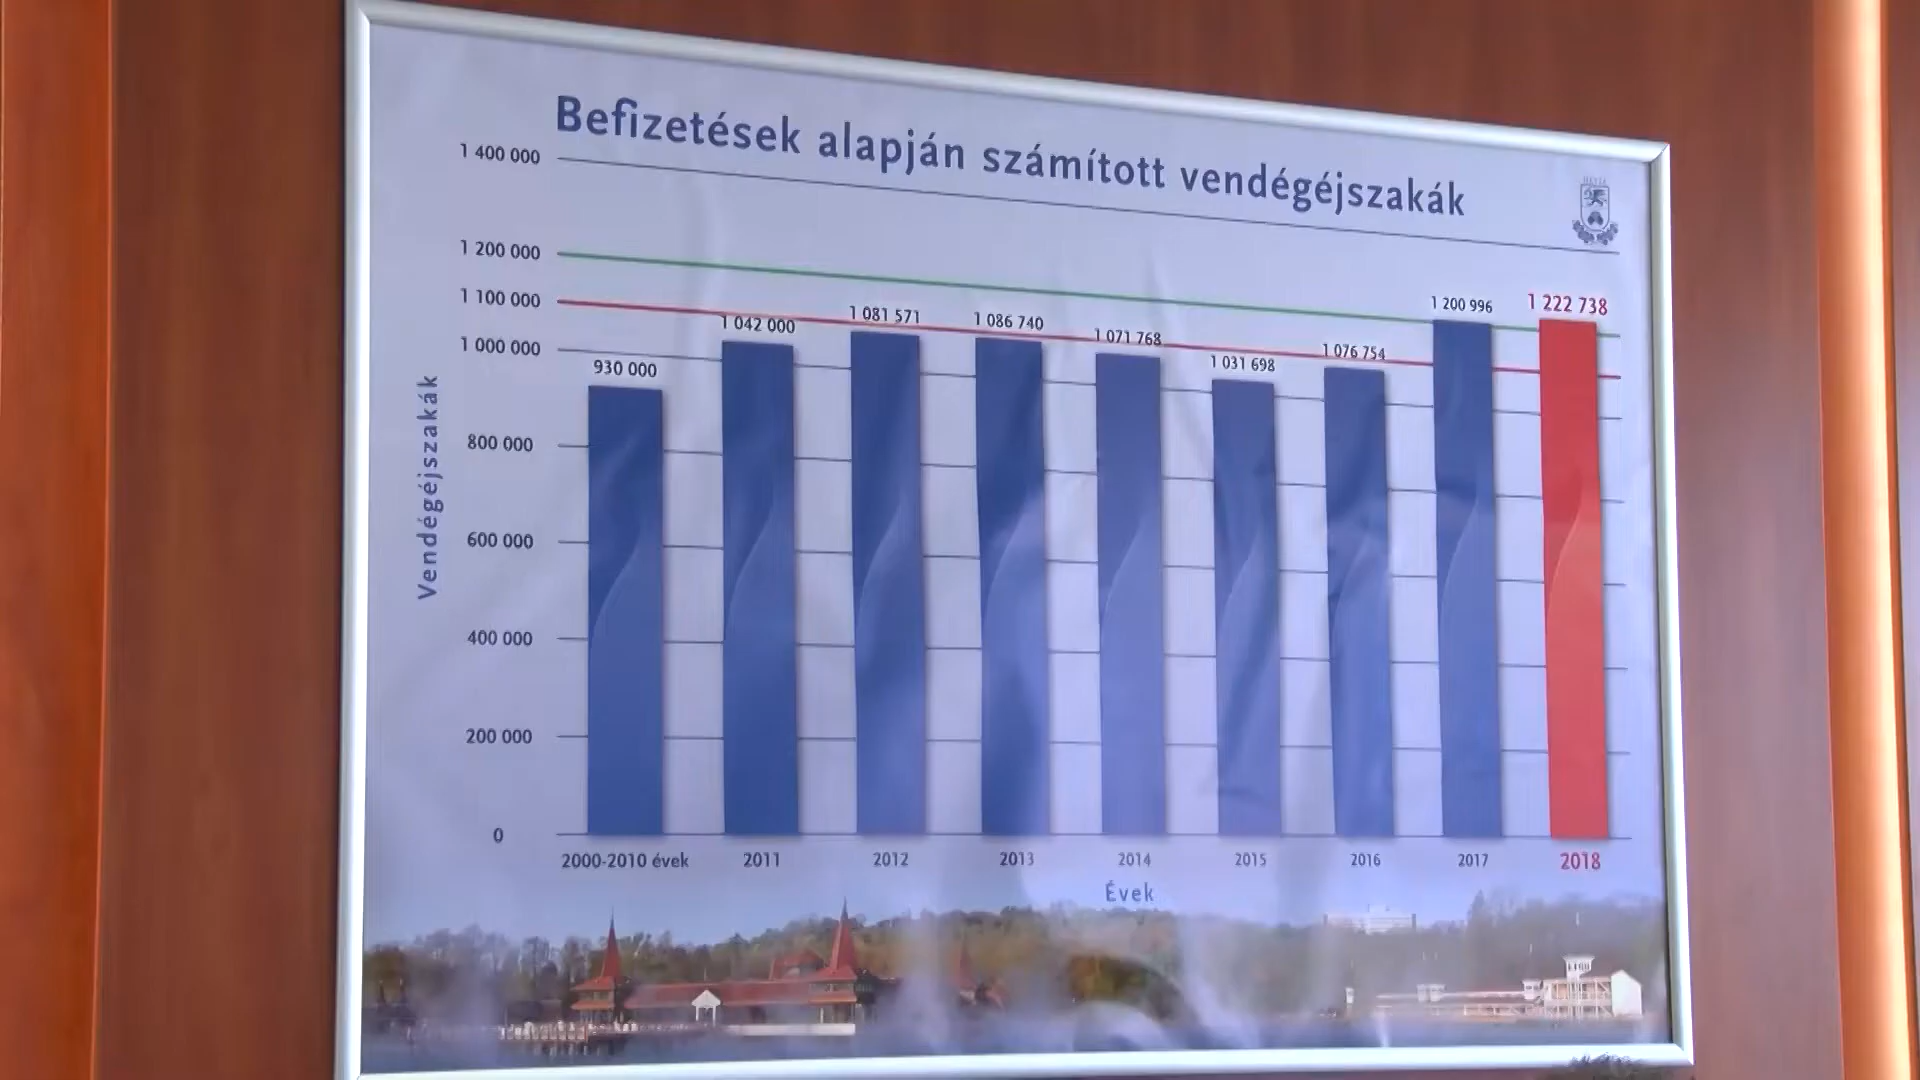 Befizetések alapján számított vendégéjszakák
HÉVÍZ
1 400 000
1 200 000
1 100 000
1 000 000
800 000
600 000
400 000
200 000
0
Vendégéjszakák
930 000
1 042 000
1 081 571
1 086 740
1 071 768
1 031 698
1 076 754
1 200 996
1 222 738
2000-2010 évek
2011
2012
2013
2014
2015
2016
2017
2018
Évek